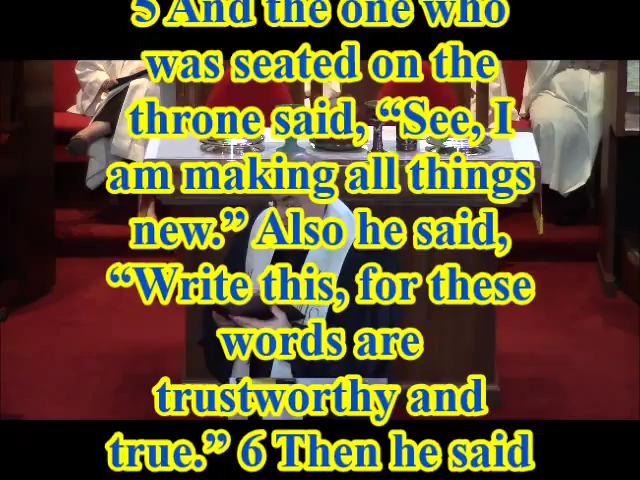 5 And the one who
was seated on the
throne said, “See, I
am making all things
new.” Also he said,
“Write this, for these
words are
trustworthy and
true.” 6 Then he said